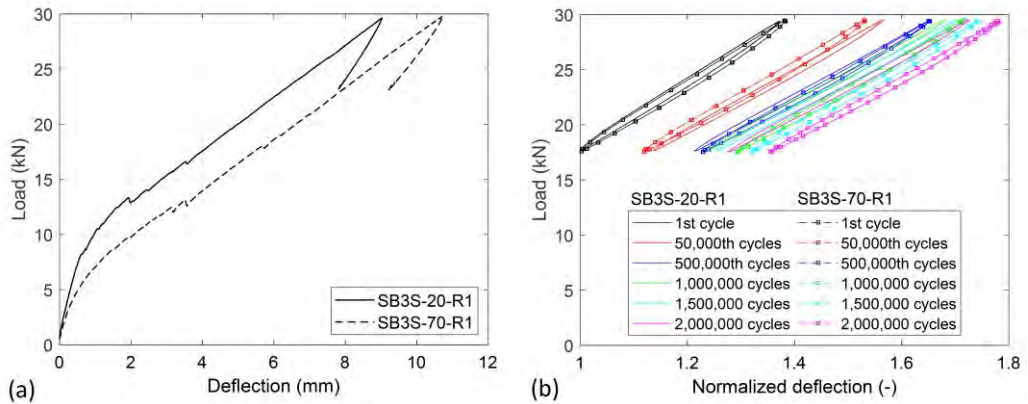 30
25
20
15
10
5
0
Load (kN)
0 2 4 6 8 10 12
Deflection (mm)
SB3S-20-R1
SB3S-70-R1
(a)
30
25
20
15
10
5
0
Load (kN)
1 1.2 1.4 1.6 1.8
Normalized deflection (-)
SB3S-20-R1 SB3S-70-R1
1st cycle 1st cycle
50,000th cycles 50,000th cycles
500,000th cycles 500,000th cycles
1,000,000 cycles 1,000,000 cycles
1,500,000 cycles 1,500,000 cycles
2,000,000 cycles 2,000,000 cycles
(b)